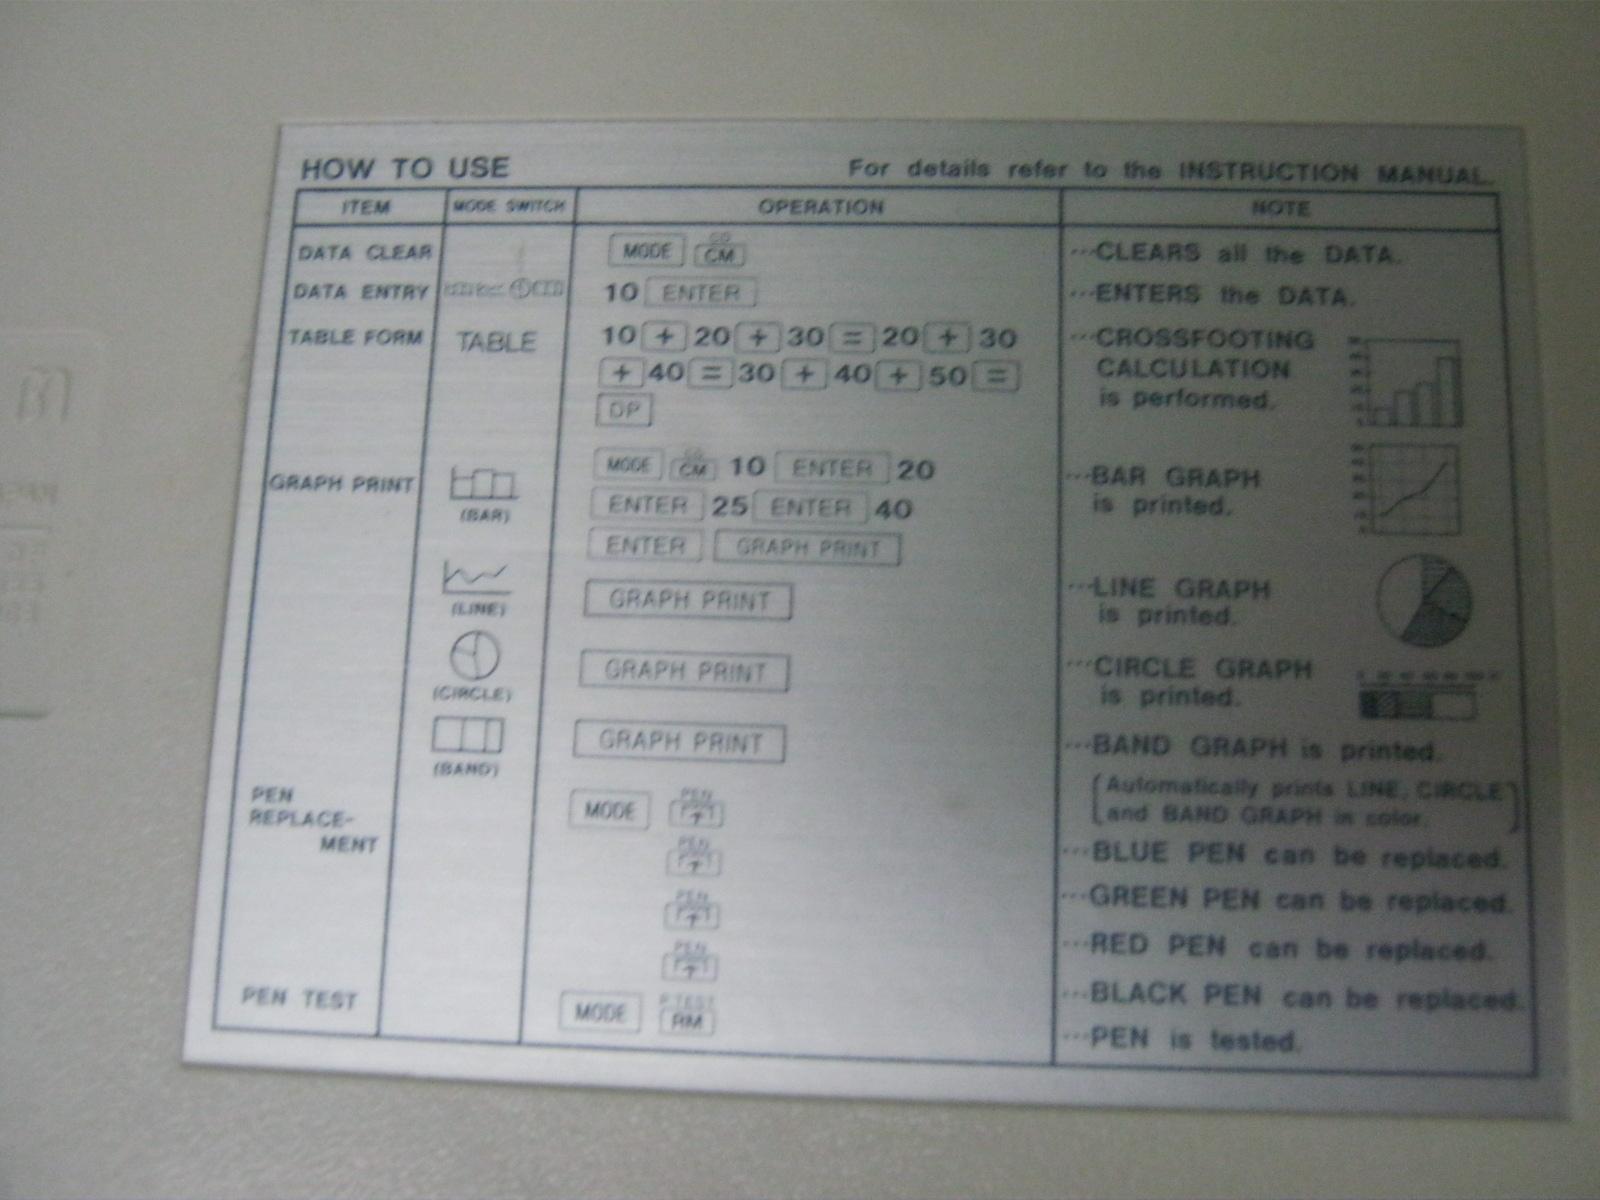 HOW TO USE For details refer to the INSTRUCTION MANUAL.
ITEM MODE SWITCH OPERATION NOTE
DATA CLEAR MODE CM ···CLEARS all the DATA.
DATA ENTRY 10 ENTER ···ENTERS the DATA.
TABLE FORM TABLE 10 + 20 + 30 = 20 + 30 ···CROSSFOOTING
+ 40 = 30 + 40 + 50 = CALCULATION
DP is performed.
GRAPH PRINT MODE CM 10 ENTER 20 ···BAR GRAPH
(BAR) ENTER 25 ENTER 40 is printed.
ENTER GRAPH PRINT
(LINE) GRAPH PRINT ···LINE GRAPH
is printed.
(CIRCLE) GRAPH PRINT ···CIRCLE GRAPH
is printed.
(BAND) GRAPH PRINT ···BAND GRAPH is printed.
PEN (Automatically prints LINE, CIRCLE
REPLACE- MODE PEN and BAND GRAPH in color.)
MENT PEN ···BLUE PEN can be replaced.
PEN ···GREEN PEN can be replaced.
PEN ···RED PEN can be replaced.
PEN TEST MODE P.TEST RM ···BLACK PEN can be replaced.
···PEN is tested.